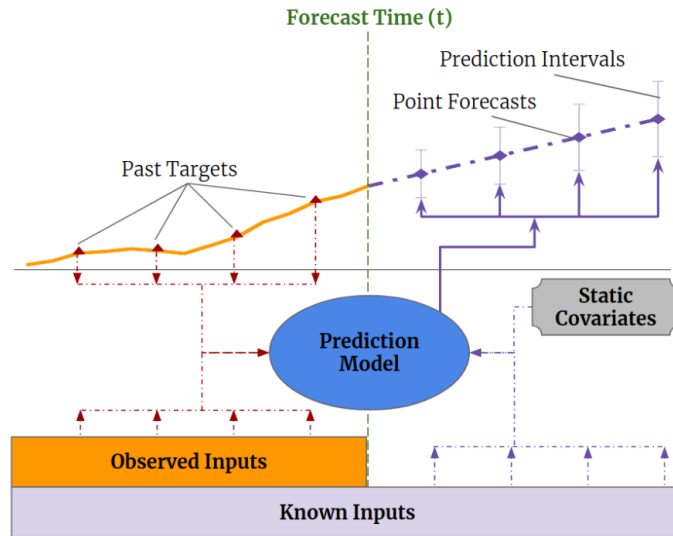 Forecast Time (t)
Prediction Intervals
Point Forecasts
Past Targets
Static
Covariates
Prediction
Model
Observed Inputs
Known Inputs